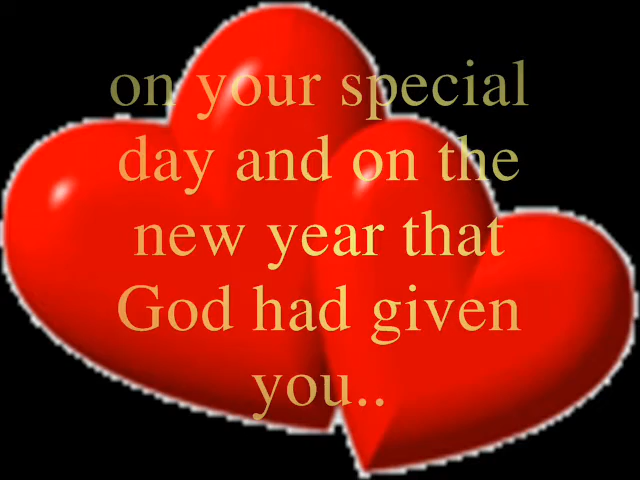 on your special
day and on the
new year that
God had given
you..